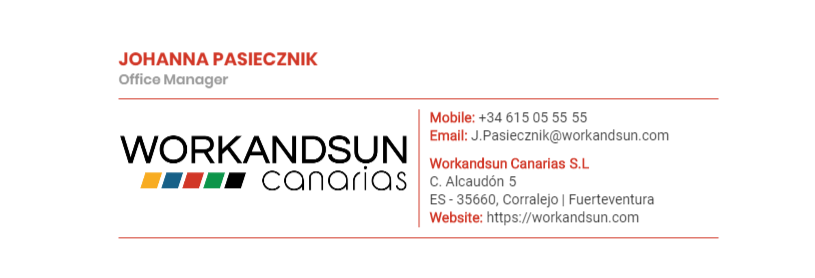 JOHANNA PASIECZNIK
Office Manager
WORKANDSUN
canarias
Mobile: +34 615 05 55 55
Email: J.Pasiecznik@workandsun.com
Workandsun Canarias S.L
C. Alcaudón 5
ES - 35660, Corralejo | Fuerteventura
Website: https://workandsun.com